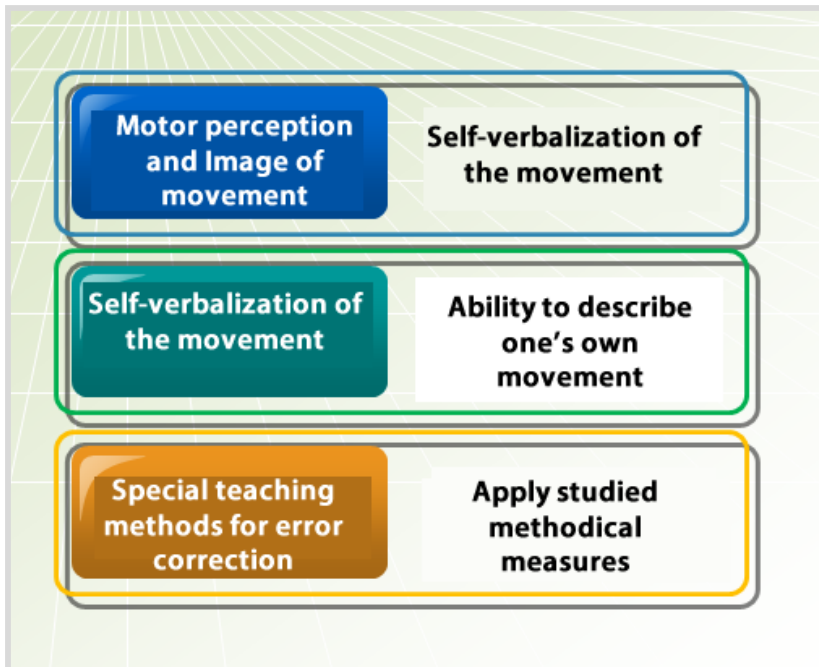 Motor perception
and Image of
movement
Self-verbalization of
the movement
Self-verbalization of
the movement
Ability to describe
one's own
movement
Special teaching
methods for error
correction
Apply studied
methodical
measures